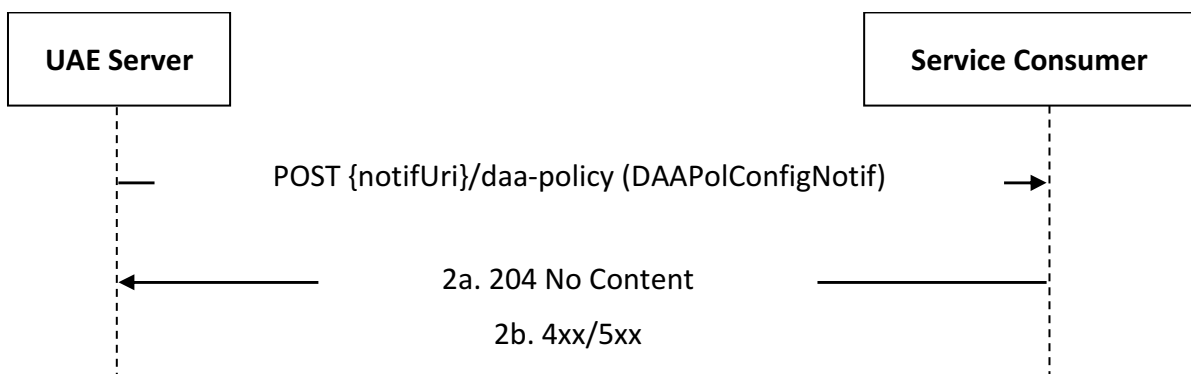 UAE Server
Service Consumer
POST {notifUri}/daa-policy (DAAPolConfigNotif)
2a. 204 No Content
2b. 4xx/5xx